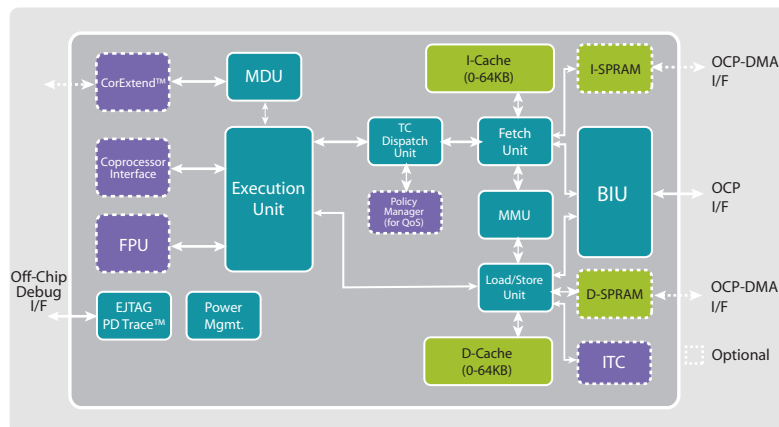 I-Cache
(0-64KB)
I-SPRAM
OCP-DMA
I/F
CorExtend™
MDU
TC
Dispatch
Unit
Fetch
Unit
Coprocessor
Interface
Execution
Unit
BIU
OCP
I/F
Policy
Manager
(for QoS)
MMU
FPU
Off-Chip
Debug
I/F
Load/Store
Unit
D-SPRAM
OCP-DMA
I/F
EJTAG
PD Trace™
Power
Mgmt.
D-Cache
(0-64KB)
ITC
Optional